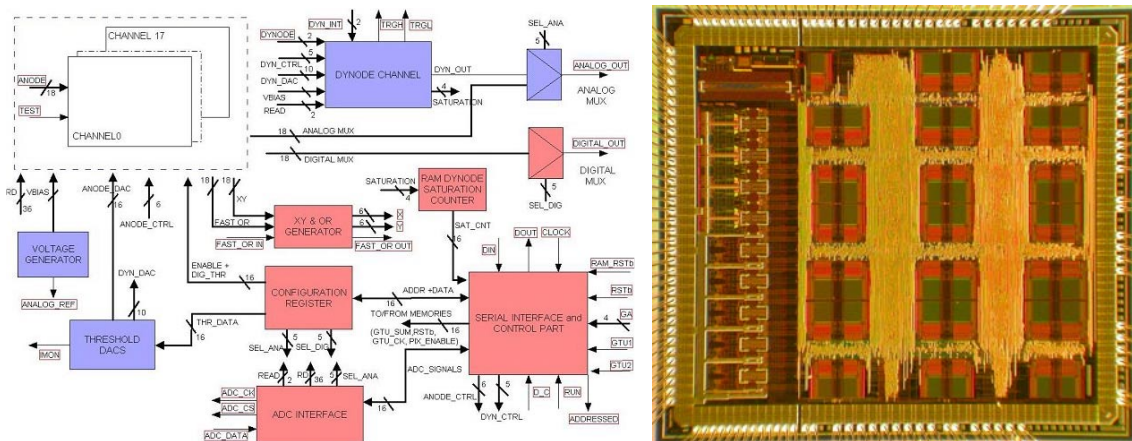 CHANNEL 17
ANODE
18
TEST
CHANNEL0
DYN_INT
2
TRGH
TRGL
DYNODE
2
DYN_CTRL
5
DYN_DAC
10
VBIAS
READ
2
DYNODE CHANNEL
DYN_OUT
4
SATURATION
SEL_ANA
5
ANALOG_OUT
ANALOG
MUX
18
ANALOG MUX
18
DIGITAL MUX
DIGITAL_OUT
DIGITAL
MUX
5
SEL_DIG
RD
36
VBIAS
ANODE_DAC
16
6
ANODE_CTRL
18
18
XY
FAST OR
FAST_OR IN
XY & OR
GENERATOR
6
X
6
Y
FAST_OR OUT
SATURATION
4
RAM DYNODE
SATURATION
COUNTER
SAT_CNT
16
VOLTAGE
GENERATOR
ANALOG_REF
DYN_DAC
10
ENABLE +
DIG_THR
16
CONFIGURATION
REGISTER
THR_DATA
16
THRESHOLD
DACS
IMON
ADDR +DATA
16
TO/FROM MEMORIES
16
(GTU_SUM,RSTb,
GTU_CK, PIX_ENABLE)
ADC_SIGNALS
16
SEL_ANA
5
SEL_DIG
5
READ
2
RD
36
5
SEL_ANA
ADC_CK
ADC_CS
ADC_DATA
ADC INTERFACE
DIN
DOUT
CLOCK
SERIAL INTERFACE and
CONTROL PART
RAM_RSTb
RSTb
4
GA
GTU1
GTU2
6
ANODE_CTRL
5
DYN_CTRL
D_C
RUN
ADDRESSED